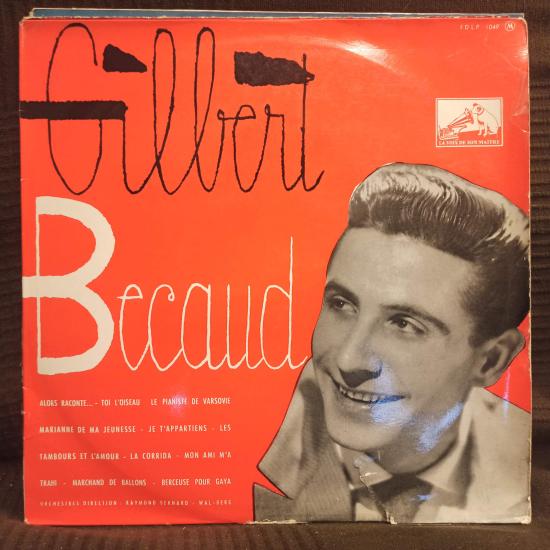 F.D.L.P. 1049 M
Gilbert
LA VOIX DE SON MAITRE
Becaud
ALORS RACONTE... - TOI L'OISEAU LE PIANISTE DE VARSOVIE
MARIANNE DE MA JEUNESSE - JE T'APPARTIENS - LES
TAMBOURS ET L'AMOUR - LA CORRIDA - MON AMI M'A
TRAHI - MARCHAND DE BALLONS - BERCEUSE POUR GAYA
ORCHESTRES DIRECTION : RAYMOND BERNARD - WAL-BERG